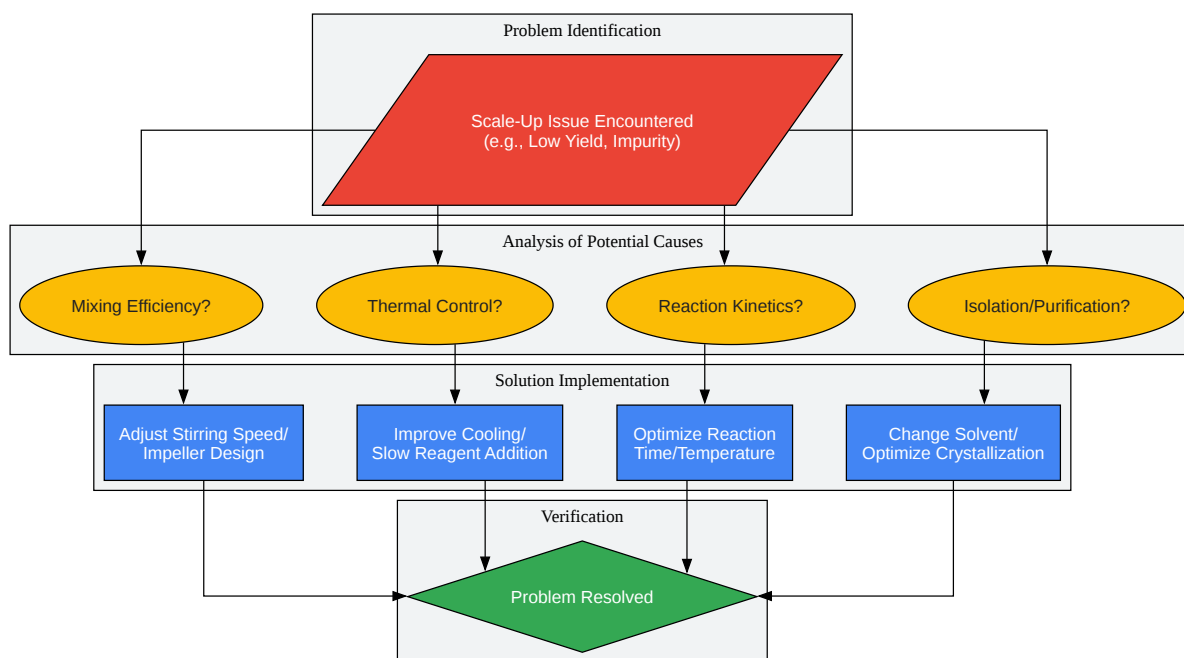 Problem Identification
Scale-Up Issue Encountered
(e.g., Low Yield, Impurity)
Analysis of Potential Causes
Mixing Efficiency?
Thermal Control?
Reaction Kinetics?
Isolation/Purification?
Solution Implementation
Adjust Stirring Speed/
Impeller Design
Improve Cooling/
Slow Reagent Addition
Optimize Reaction
Time/Temperature
Change Solvent/
Optimize Crystallization
Verification
Problem Resolved